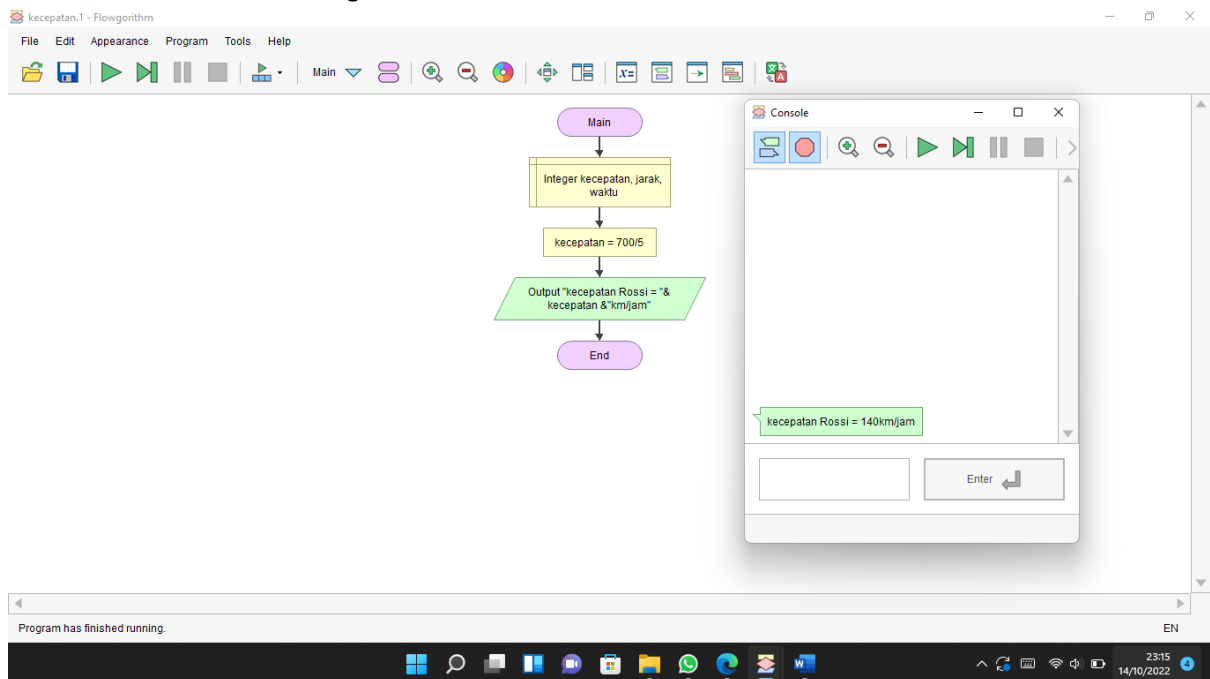 kecepatan.1 - Flowgorithm
File Edit Appearance Program Tools Help
Main
Main
Integer kecepatan, jarak,
waktu
kecepatan = 700/5
Output "kecepatan Rossi = "&
kecepatan &"km/jam"
End
Console
kecepatan Rossi = 140km/jam
Enter
Program has finished running.
EN
23:15
14/10/2022
4